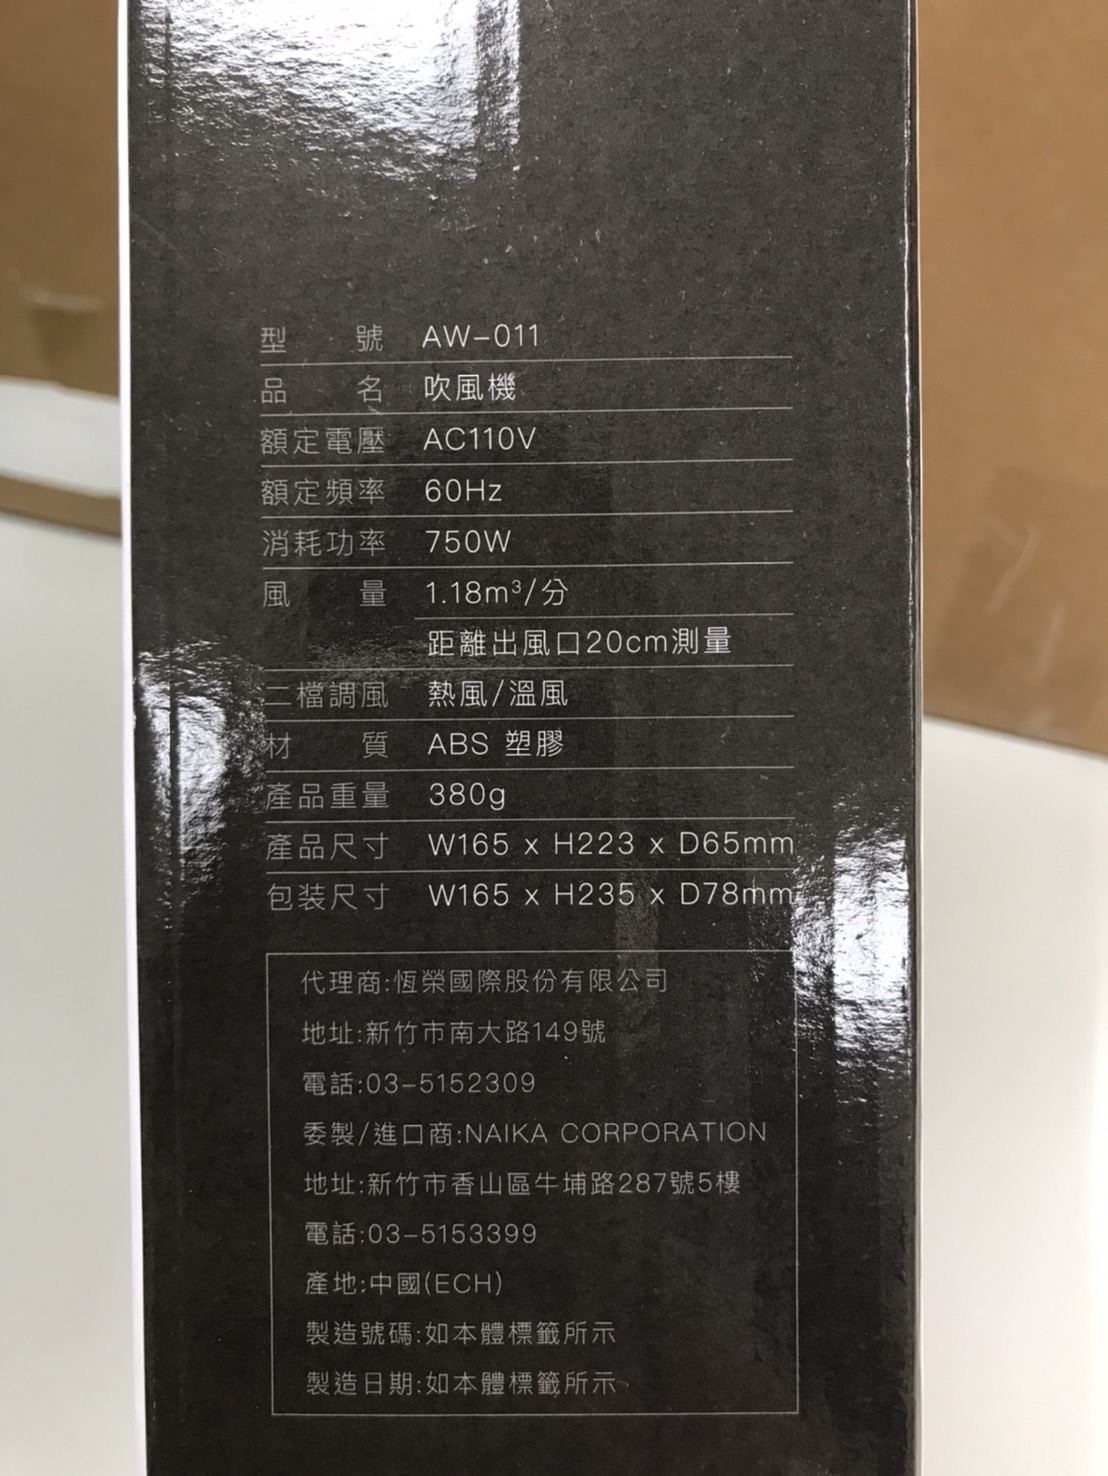 型號 AW-011
品名 吹風機
額定電壓 AC110V
額定頻率 60Hz
消耗功率 750W
風量 1.18m³/分
距離出風口20cm測量
二檔調風 熱風/溫風
材質 ABS 塑膠
產品重量 380g
產品尺寸 W165 x H223 x D65mm
包裝尺寸 W165 x H235 x D78mm
代理商:恆榮國際股份有限公司
地址:新竹市南大路149號
電話:03-5152309
委製/進口商:NAIKA CORPORATION
地址:新竹市香山區牛埔路287號5樓
電話:03-5153399
產地:中國(ECH)
製造號碼:如本體標籤所示
製造日期:如本體標籤所示